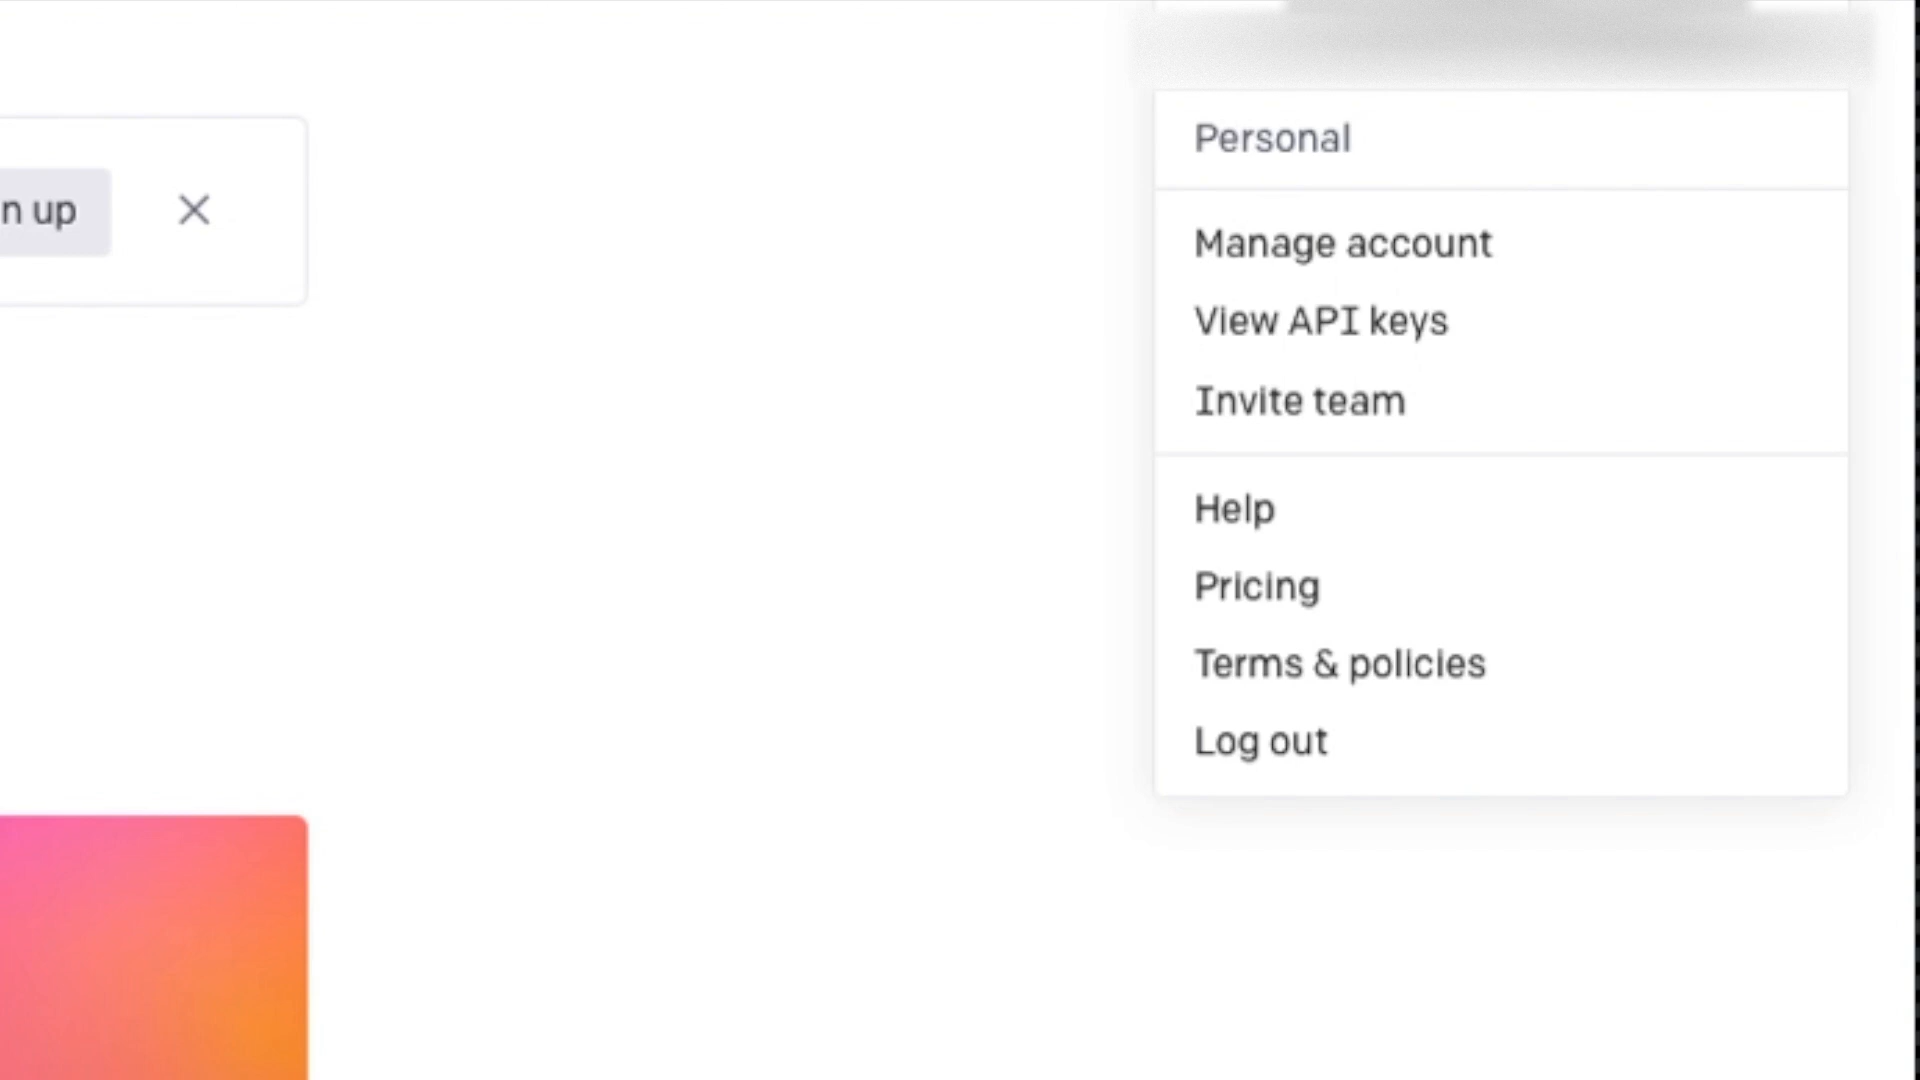 Personal
n up
Manage account
View API keys
Invite team
Help
Pricing
Terms & policies
Log out